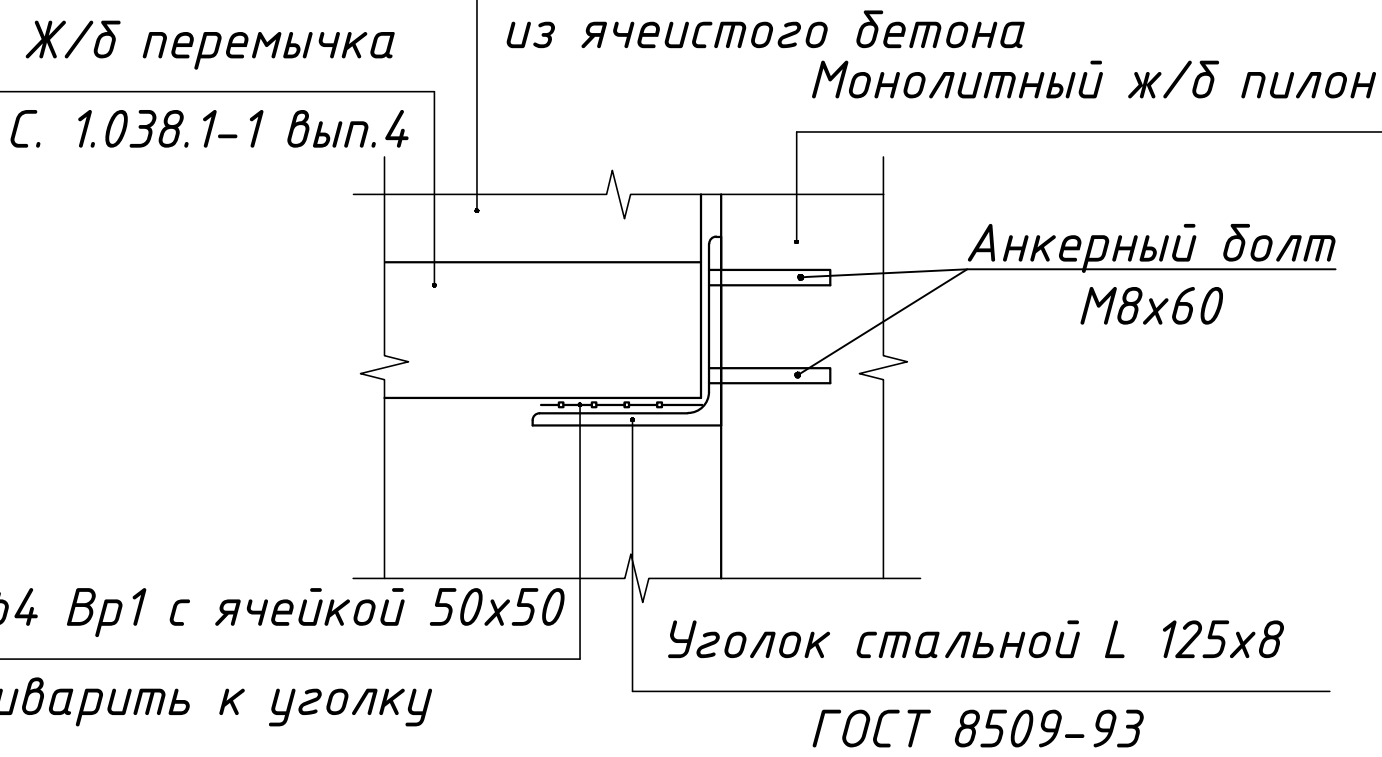 Ж/б перемычка
С. 1.038.1-1 вып.4
из ячеистого бетона
Монолитный ж/б пилон
Анкерный болт
М8х60
4 Вр1 с ячейкой 50х50
иварить к уголку
Уголок стальной L 125х8
ГОСТ 8509-93